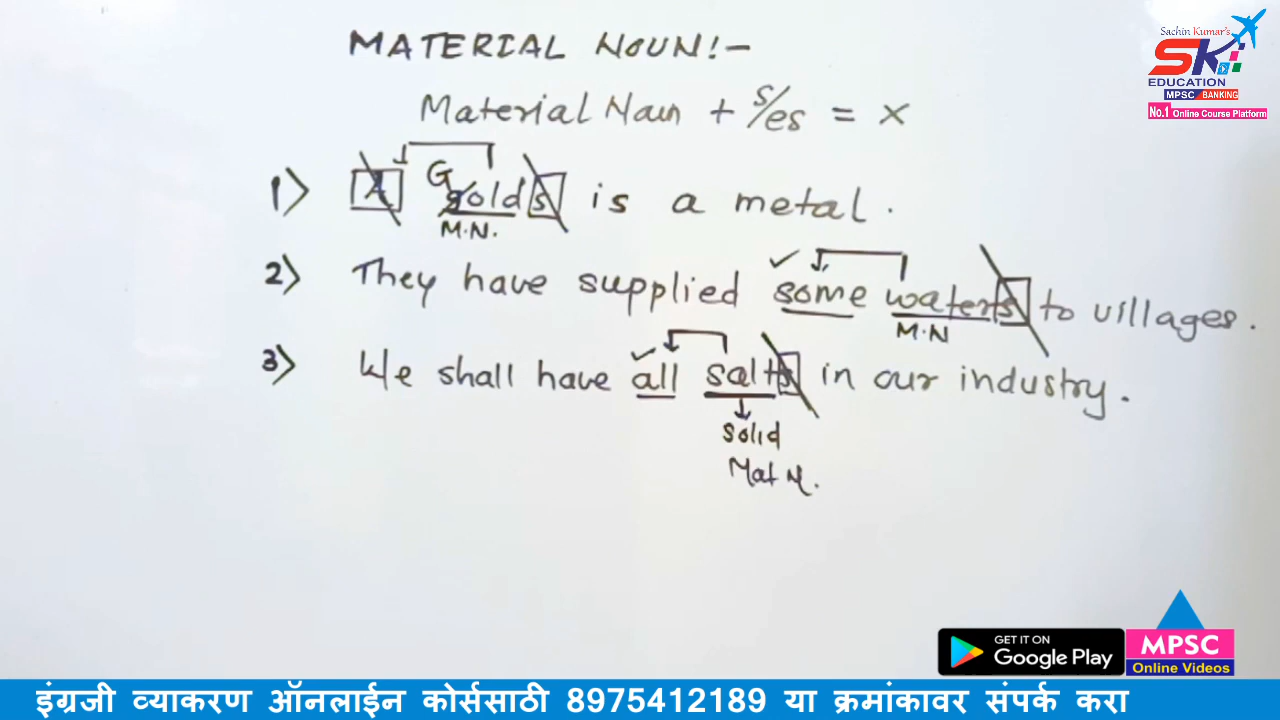 MATERIAL NOUN!-
Sachin Kumar's
SK
EDUCATION
MPSC BANKING
No.1 Online Course Platform
Material Noun + s/es = ×
1) A Ggolds is a metal.
M.N.
2) They have supplied some waters to villages.
M.N
3) We shall have all salts in our industry.
Solid
Mat N.
GET IT ON
Google Play
MPSC
Online Videos
इंग्रजी व्याकरण ऑनलाईन कोर्ससाठी 8975412189 या क्रमांकावर संपर्क करा